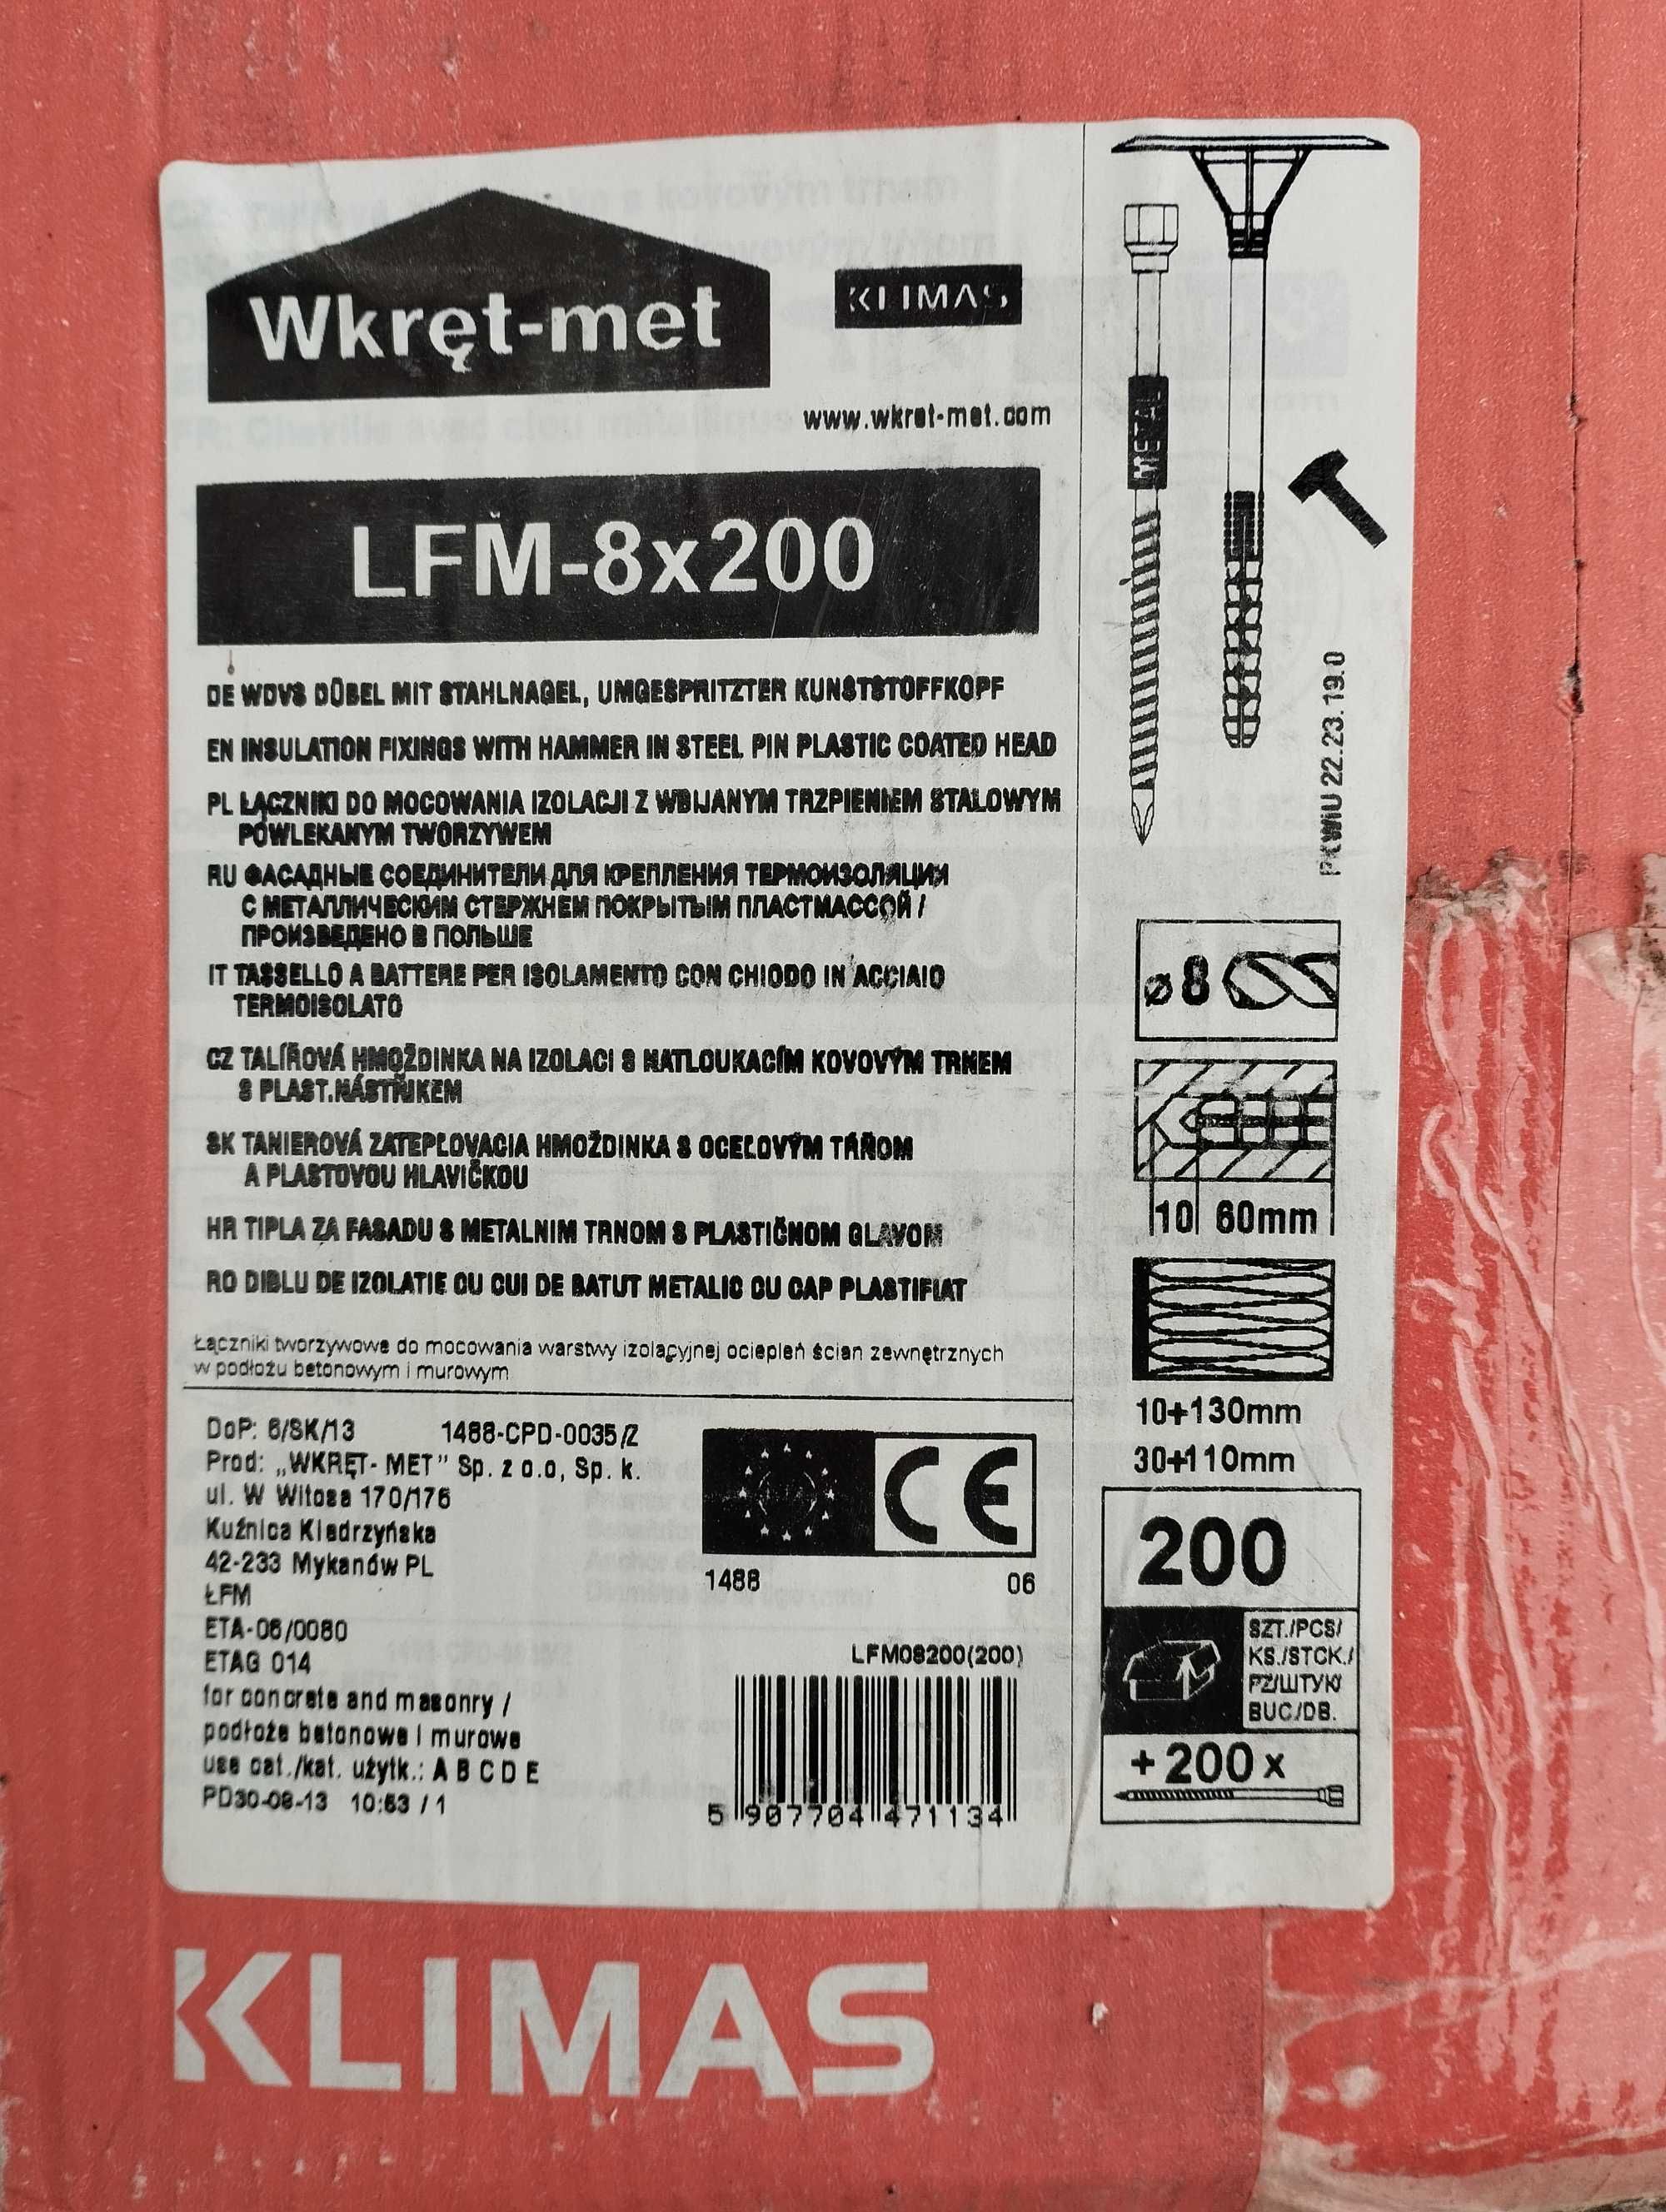 Wkręt-met
KLIMAS
www.wkret-met.com
LFM-8x200
DE WDVS DÜBEL MIT STAHLNAGEL, UMGESPRITZTER KUNSTSTOFFKOPF
EN INSULATION FIXINGS WITH HAMMER IN STEEL PIN PLASTIC COATED HEAD
PL ŁĄCZNIKI DO MOCOWANIA IZOLACJI Z WBIJANYM TRZPIENIEM STALOWYM
POWLEKANYM TWORZYWEM
RU ФАСАДНЫЕ СОЕДИНИТЕЛИ ДЛЯ КРЕПЛЕНИЯ ТЕРМОИЗОЛЯЦИИ
С МЕТАЛЛИЧЕСКИМ СТЕРЖНЕМ ПОКРЫТЫМ ПЛАСТМАССОЙ /
ПРОИЗВЕДЕНО В ПОЛЬШЕ
IT TASSELLO A BATTERE PER ISOLAMENTO CON CHIODO IN ACCIAIO
TERMOISOLATO
CZ TALÍŘOVÁ HMOŽDINKA NA IZOLACI S NATLOUKACÍM KOVOVÝM TRNEM
S PLAST.NÁSTŘIKEM
SK TANIEROVÁ ZATEPĽOVACIA HMOŽDINKA S OCEĽOVÝM TŔŇOM
A PLASTOVOU HLAVIČKOU
HR TIPLA ZA FASADU S METALNIM TRNOM S PLASTIČNOM GLAVOM
RO DIBLU DE IZOLATIE CU CUI DE BATUT METALIC CU CAP PLASTIFIAT
Łączniki tworzywowe do mocowania warstwy izolacyjnej ociepleń ścian zewnętrznych
w podłożu betonowym i murowym
DoP: 6/SK/13 1488-CPD-0035/Z
Prod: „WKRĘT- MET” Sp. z o.o, Sp. k.
ul. W Witosa 170/176
Kuźnica Kiedrzyńska
42-233 Mykanów PL
ŁFM
ETA-06/0080
ETAG 014
for concrete and masonry /
podłoże betonowe i murowe
use cat./kat. użytk.: A B C D E
PD30-08-13 10:53 / 1
CE
1488 06
LFM08200(200)
5 907704 471134
METAL
PKWiU 22.23.19.0
ø8
10 60mm
10+130mm
30+110mm
200
SZT./PCS/
KS./STCK./
PZ/ШТУК/
BUC/DB.
+200x
KLIMAS